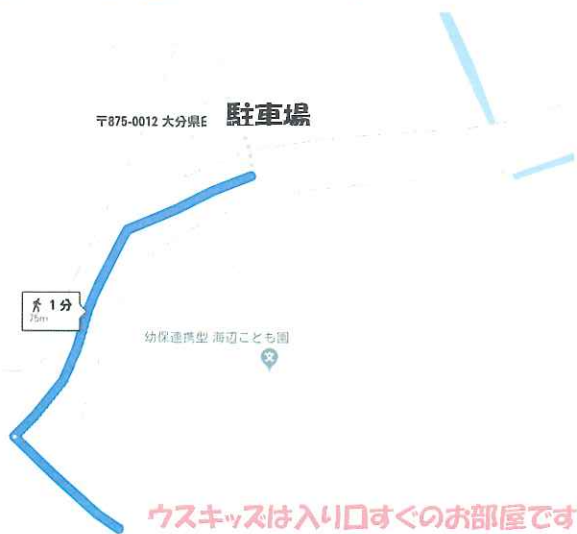 〒875-0012 大分県E 駐車場
1分
75m
幼保連携型 海辺こども園
文
ウスキッズは入り口すぐのお部屋です